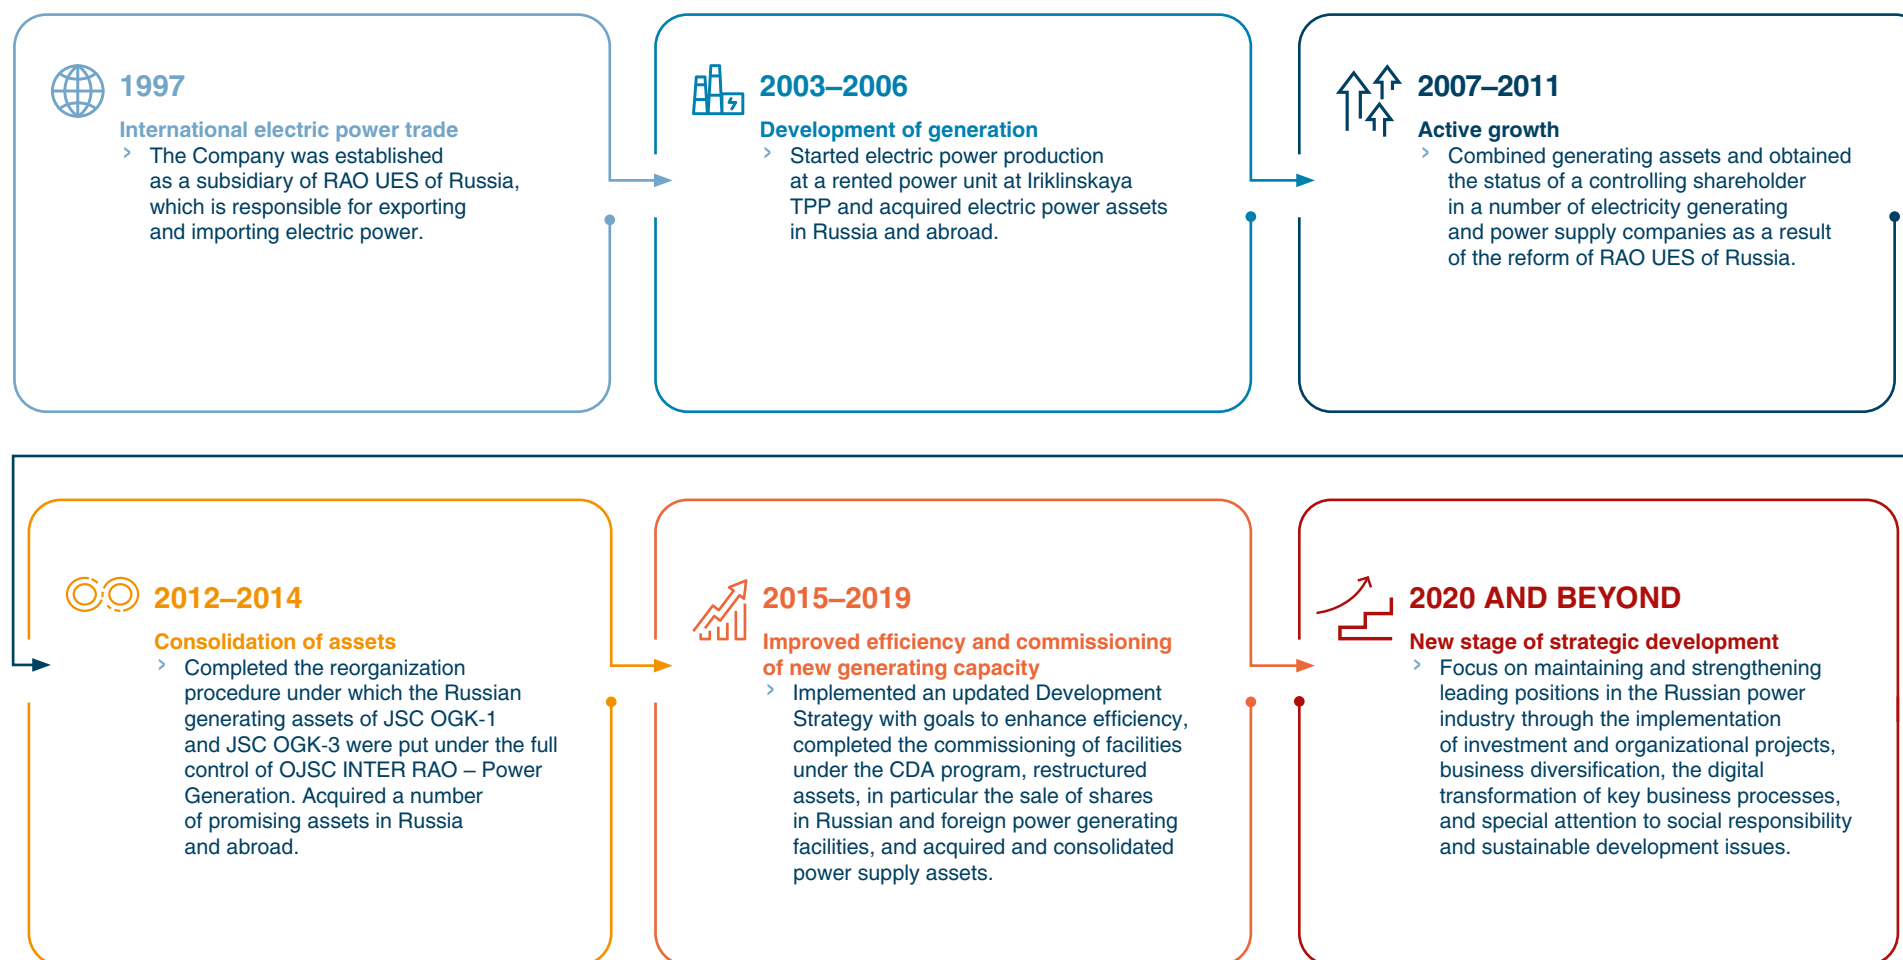 1997
International electric power trade
› The Company was established
as a subsidiary of RAO UES of Russia,
which is responsible for exporting
and importing electric power.
2003–2006
Development of generation
› Started electric power production
at a rented power unit at Iriklinskaya
TPP and acquired electric power assets
in Russia and abroad.
2007–2011
Active growth
› Combined generating assets and obtained
the status of a controlling shareholder
in a number of electricity generating
and power supply companies as a result
of the reform of RAO UES of Russia.
2012–2014
Consolidation of assets
› Completed the reorganization
procedure under which the Russian
generating assets of JSC OGK-1
and JSC OGK-3 were put under the full
control of OJSC INTER RAO – Power
Generation. Acquired a number
of promising assets in Russia
and abroad.
2015–2019
Improved efficiency and commissioning
of new generating capacity
› Implemented an updated Development
Strategy with goals to enhance efficiency,
completed the commissioning of facilities
under the CDA program, restructured
assets, in particular the sale of shares
in Russian and foreign power generating
facilities, and acquired and consolidated
power supply assets.
2020 AND BEYOND
New stage of strategic development
› Focus on maintaining and strengthening
leading positions in the Russian power
industry through the implementation
of investment and organizational projects,
business diversification, the digital
transformation of key business processes,
and special attention to social responsibility
and sustainable development issues.